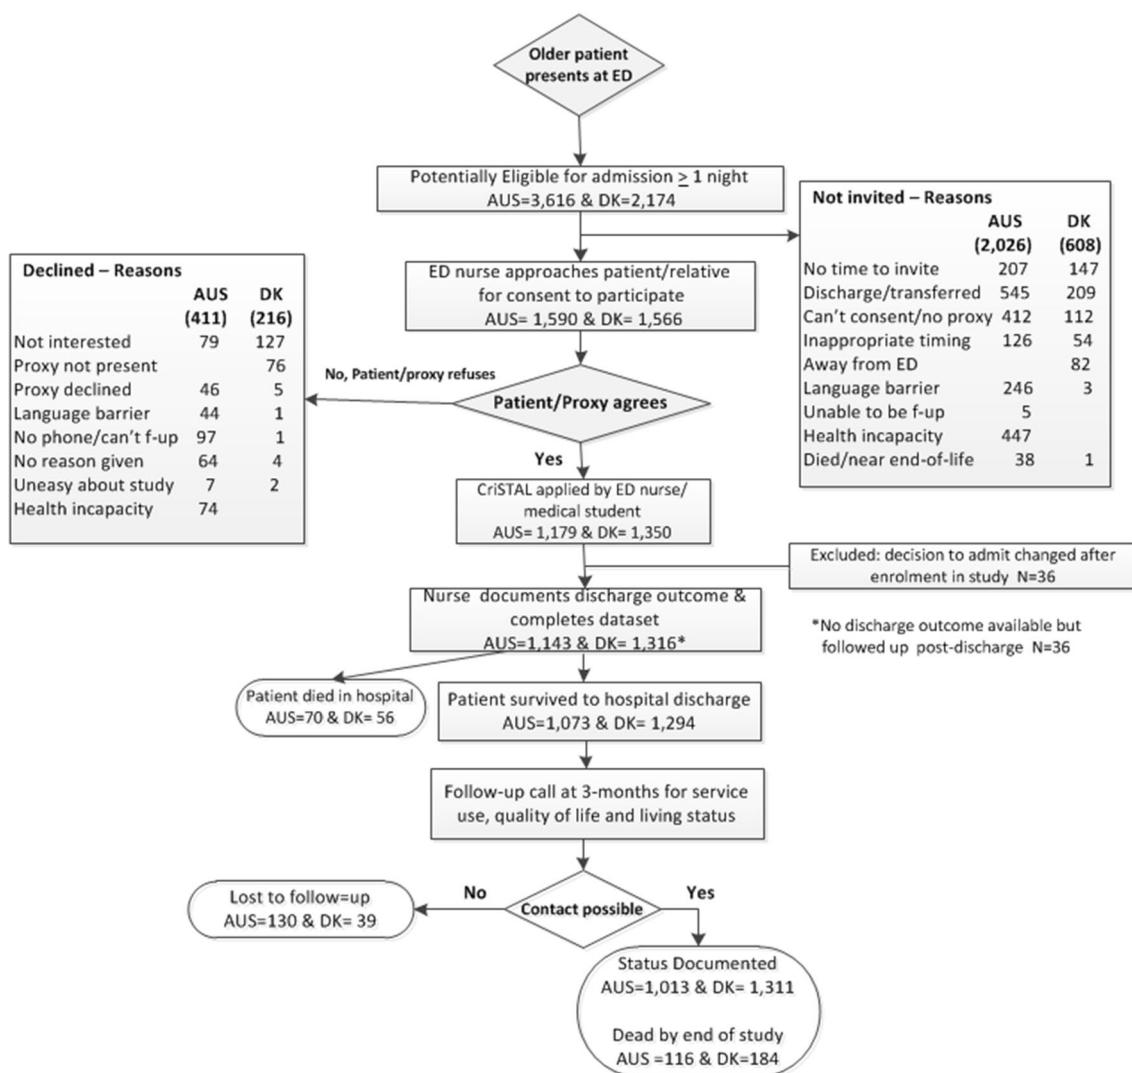 Older patient
presents at ED
Potentially Eligible for admission ≥ 1 night
AUS=3,616 & DK=2,174
Not invited – Reasons
AUS DK
(2,026) (608)
No time to invite 207 147
Discharge/transferred 545 209
Can't consent/no proxy 412 112
Inappropriate timing 126 54
Away from ED 82
Language barrier 246 3
Unable to be f-up 5
Health incapacity 447
Died/near end-of-life 38 1
ED nurse approaches patient/relative
for consent to participate
AUS= 1,590 & DK= 1,566
Declined – Reasons
AUS DK
(411) (216)
Not interested 79 127
Proxy not present 76
Proxy declined 46 5
Language barrier 44 1
No phone/can't f-up 97 1
No reason given 64 4
Uneasy about study 7 2
Health incapacity 74
No, Patient/proxy refuses
Patient/Proxy agrees
Yes
CriSTAL applied by ED nurse/
medical student
AUS= 1,179 & DK= 1,350
Excluded: decision to admit changed after
enrolment in study N=36
Nurse documents discharge outcome &
completes dataset
AUS=1,143 & DK= 1,316*
*No discharge outcome available but
followed up post-discharge N=36
Patient died in hospital
AUS=70 & DK= 56
Patient survived to hospital discharge
AUS=1,073 & DK= 1,294
Follow-up call at 3-months for service
use, quality of life and living status
No
Yes
Contact possible
Lost to follow=up
AUS=130 & DK= 39
Status Documented
AUS=1,013 & DK= 1,311
Dead by end of study
AUS =116 & DK=184